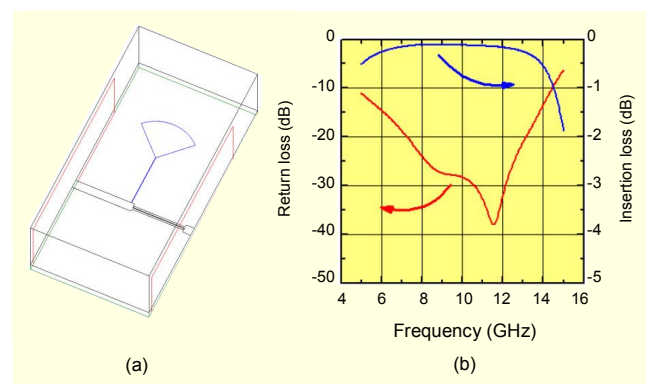 0
-10
-20
-30
-40
-50
Return loss (dB)
0
-1
-2
-3
-4
-5
Insertion loss (dB)
4 6 8 10 12 14 16
Frequency (GHz)
(a)
(b)